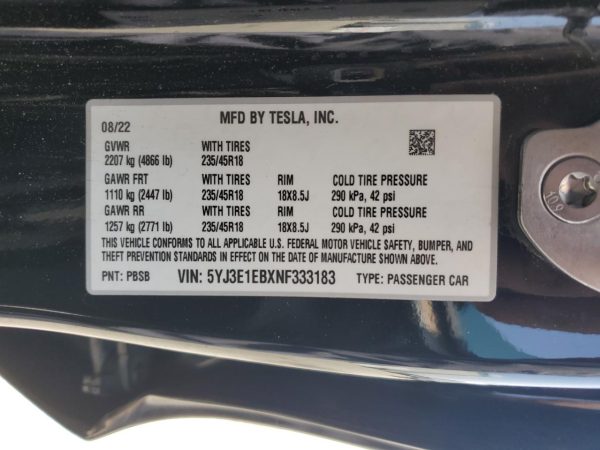 08/22 MFD BY TESLA, INC.
GVWR WITH TIRES
2207 kg (4866 lb) 235/45R18
GAWR FRT WITH TIRES RIM COLD TIRE PRESSURE
1110 kg (2447 lb) 235/45R18 18X8.5J 290 kPa, 42 psi
GAWR RR WITH TIRES RIM COLD TIRE PRESSURE
1257 kg (2771 lb) 235/45R18 18X8.5J 290 kPa, 42 psi
THIS VEHICLE CONFORMS TO ALL APPLICABLE U.S. FEDERAL MOTOR VEHICLE SAFETY, BUMPER, AND
THEFT PREVENTION STANDARDS IN EFFECT ON THE DATE OF MANUFACTURE SHOWN ABOVE.
PNT: PBSB VIN: 5YJ3E1EBXNF333183 TYPE: PASSENGER CAR
10.9